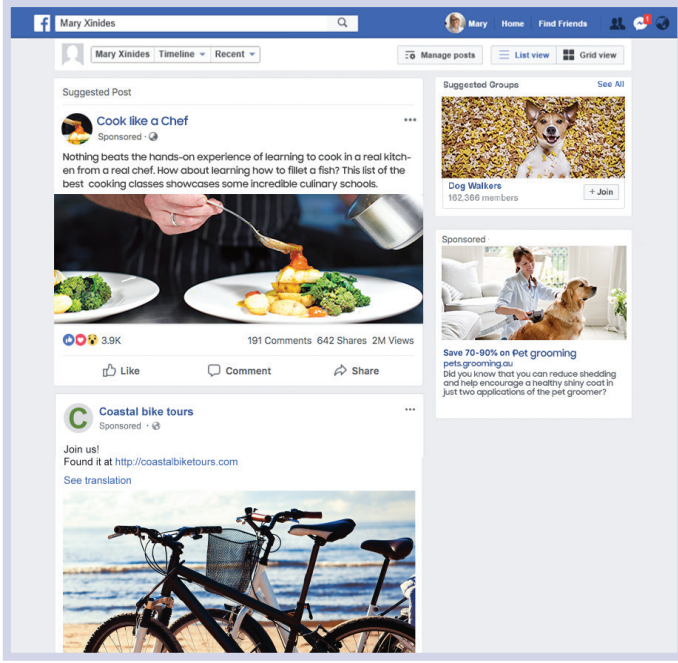 f
Mary Xinides
Mary Home Find Friends 1
Mary Xinides Timeline Recent
Manage posts List view Grid view
Suggested Post
Cook like a Chef
Sponsored ·
Nothing beats the hands-on experience of learning to cook in a real kitch-
en from a real chef. How about learning how to fillet a fish? This list of the
best cooking classes showcases some incredible culinary schools.
3.9K 191 Comments 642 Shares 2M Views
Like Comment Share
C
Coastal bike tours
Sponsored ·
Join us!
Found it at http://coastalbiketours.com
See translation
Suggested Groups See All
Dog Walkers
162,366 members
+ Join
Sponsored
Save 70-90% on Pet grooming
pets.grooming.au
Did you know that you can reduce shedding
and help encourage a healthy shiny coat in
just two applications of the pet groomer?